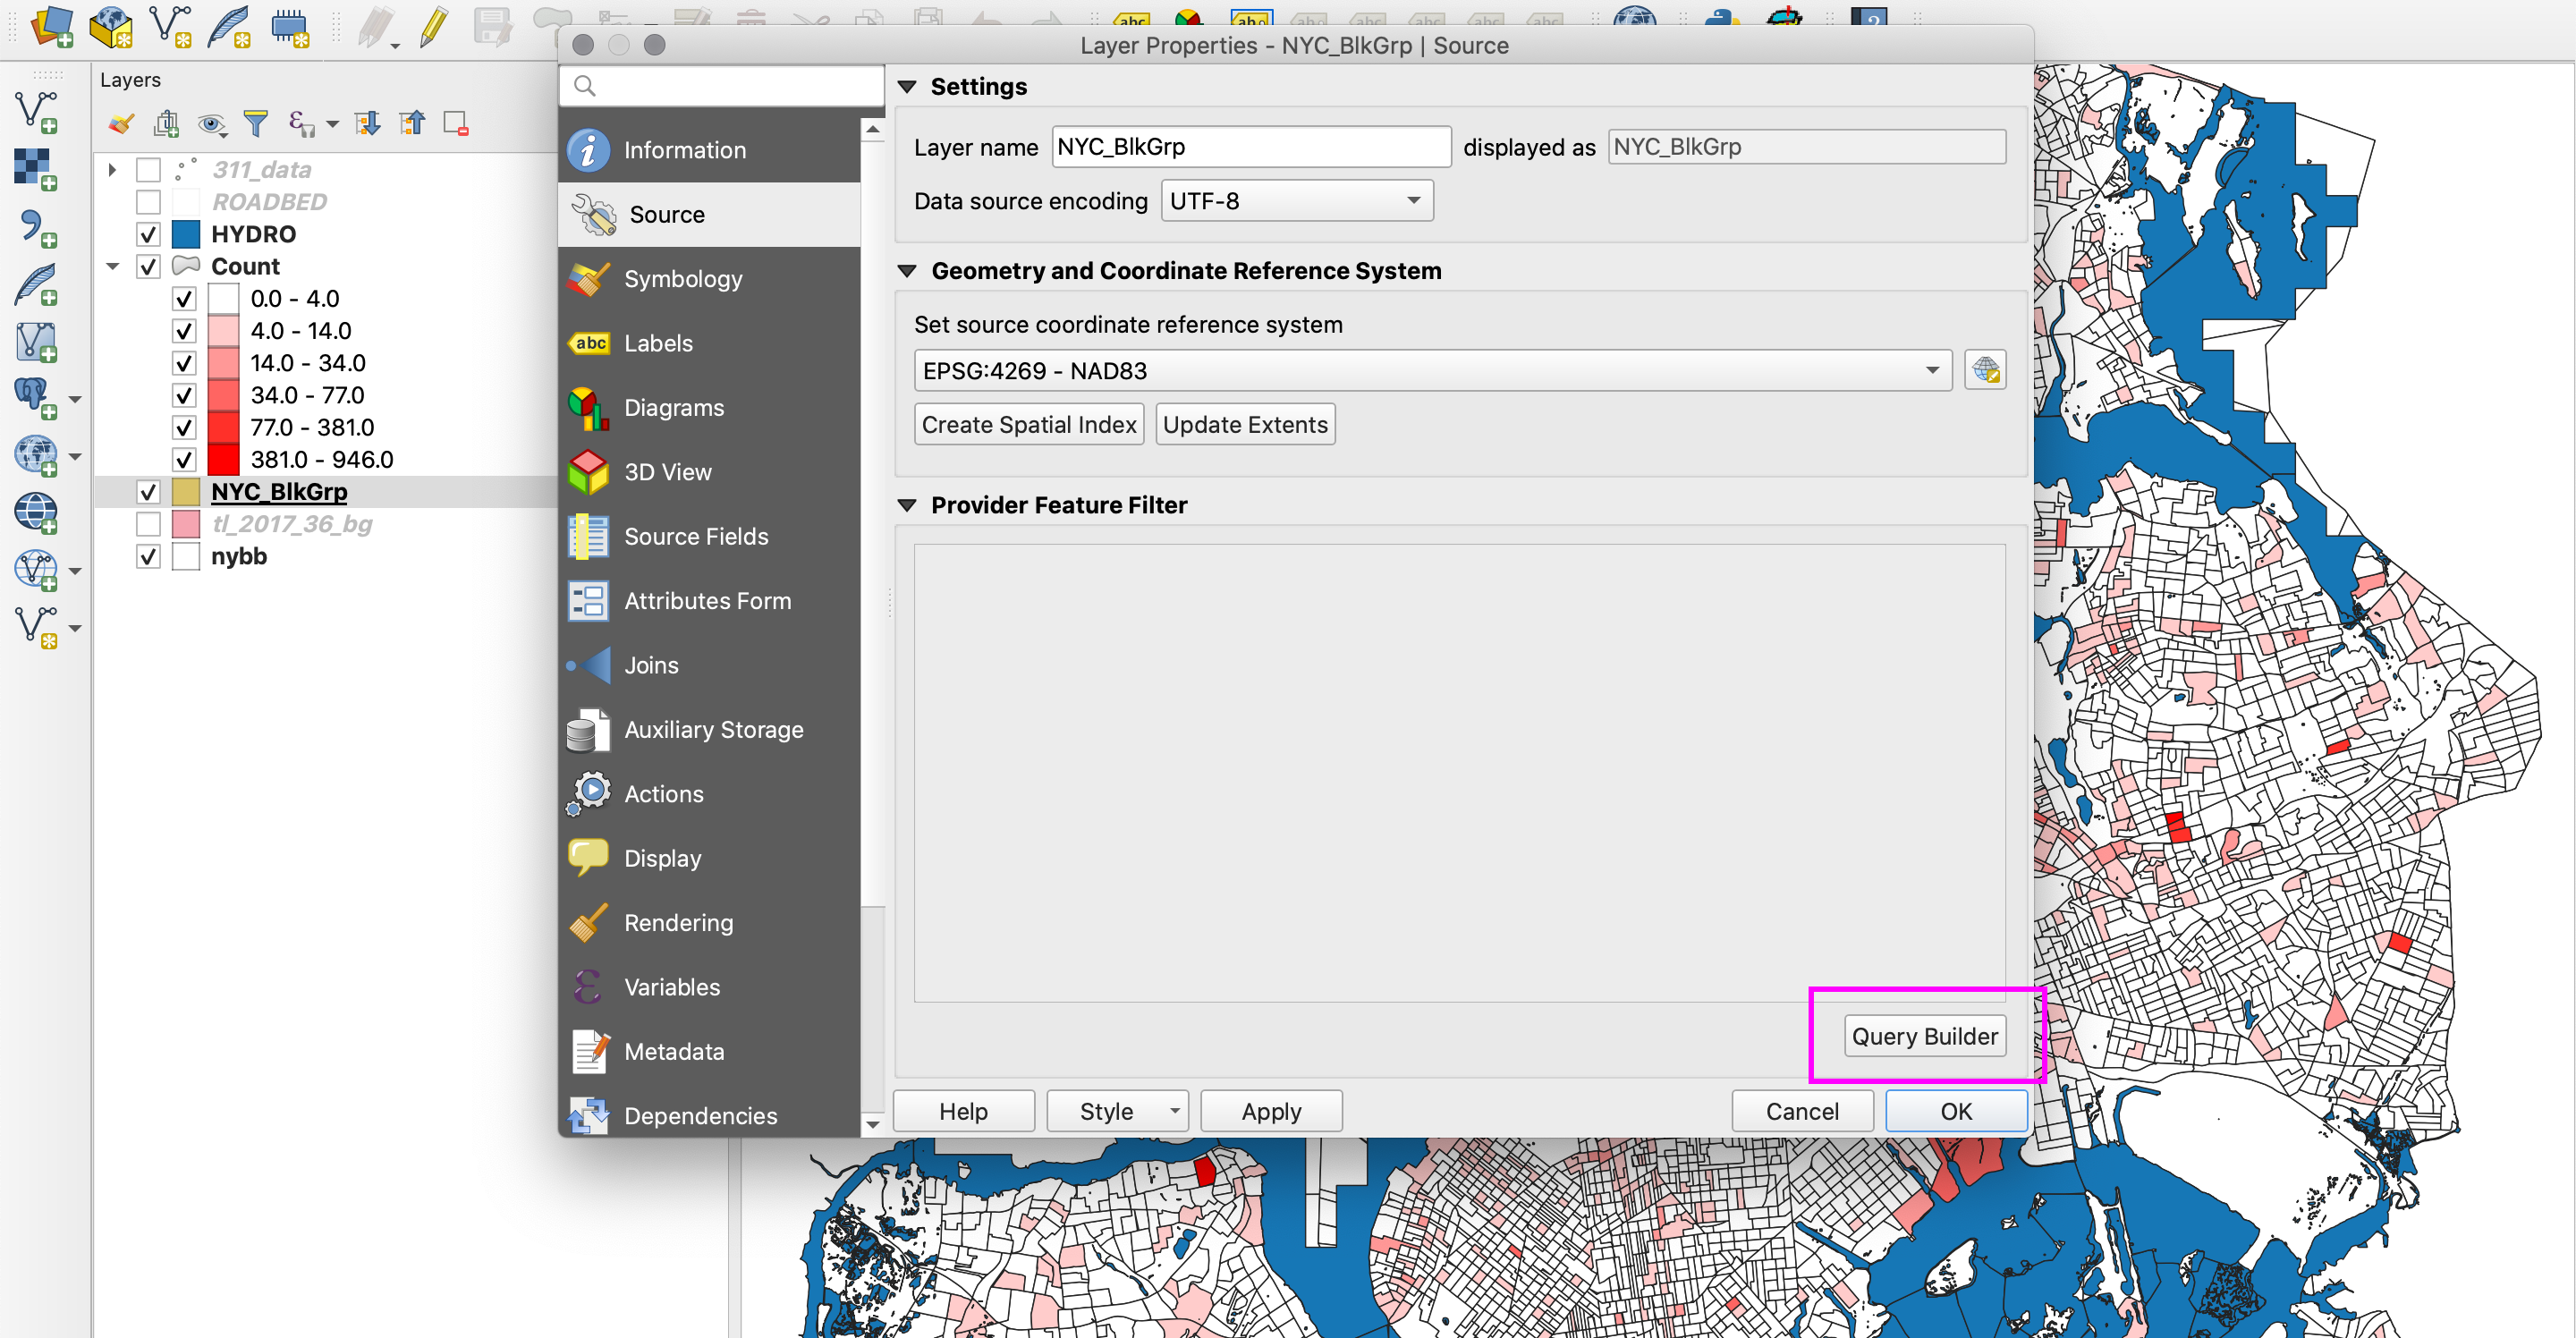 abc
abc
Layer Properties - NYC_BlkGrp | Source
Layers
311_data
ROADBED
HYDRO
Count
0.0 - 4.0
4.0 - 14.0
14.0 - 34.0
34.0 - 77.0
77.0 - 381.0
381.0 - 946.0
NYC_BlkGrp
tl_2017_36_bg
nybb
Information
Source
Symbology
abc Labels
Diagrams
3D View
Source Fields
Attributes Form
Joins
Auxiliary Storage
Actions
Display
Rendering
Variables
Metadata
Dependencies
Settings
Layer name NYC_BlkGrp displayed as NYC_BlkGrp
Data source encoding UTF-8
Geometry and Coordinate Reference System
Set source coordinate reference system
EPSG:4269 - NAD83
Create Spatial Index Update Extents
Provider Feature Filter
Query Builder
Help Style Apply Cancel OK